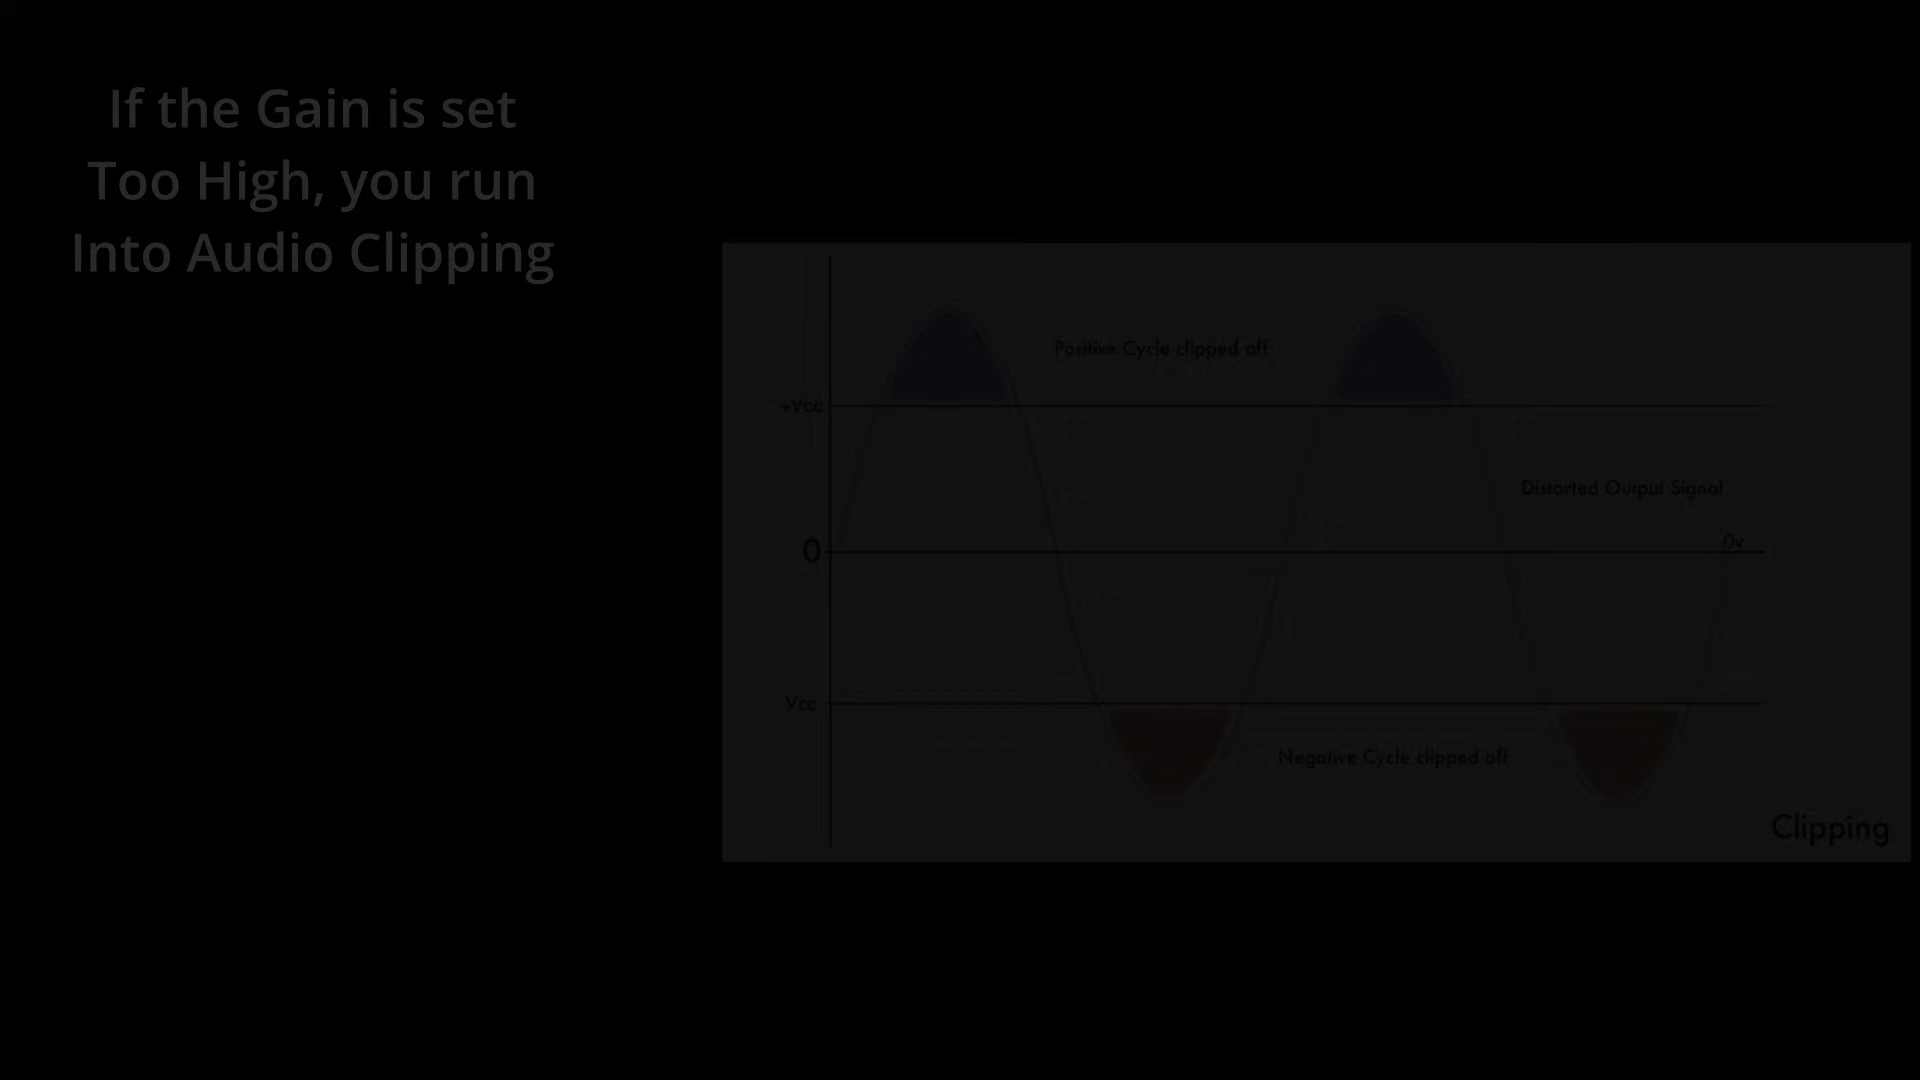 If the Gain is set
Too High, you run
Into Audio Clipping
Positive Cycle clipped off
+Vcc
Distorted Output Signal
0
0v
Vcc
Negative Cycle clipped off
Clipping